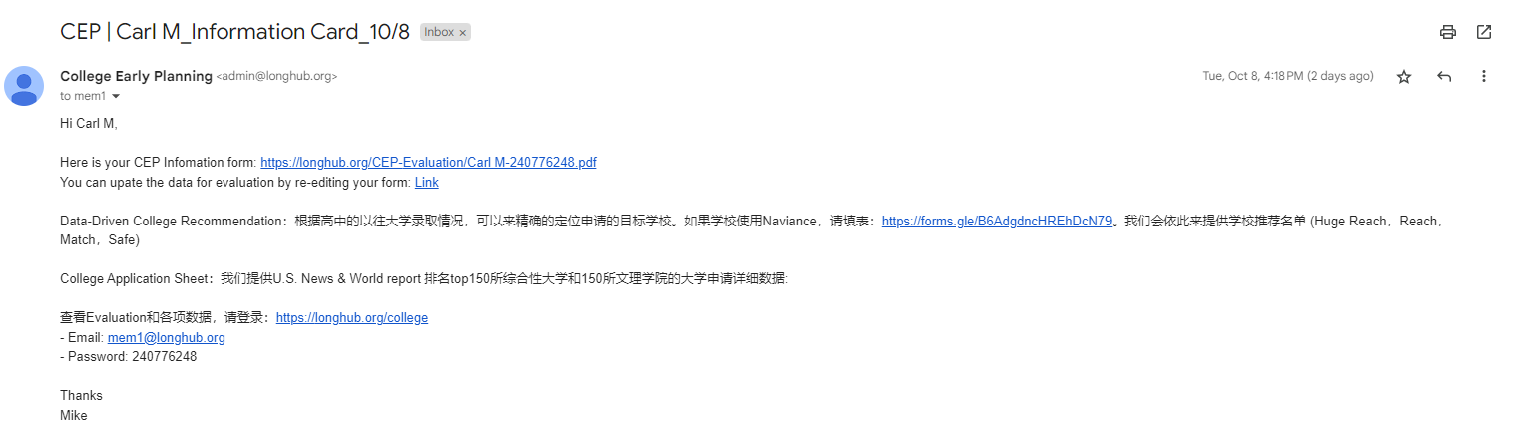 CEP | Carl M_Information Card_10/8 Inbox ×
College Early Planning <admin@longhub.org>
Tue, Oct 8, 4:18 PM (2 days ago)
to mem1
Hi Carl M,
Here is your CEP Infomation form: https://longhub.org/CEP-Evaluation/Carl M-240776248.pdf
You can upate the data for evaluation by re-editing your form: Link
Data-Driven College Recommendation：根据高中的以往大学录取情况，可以来精确的定位申请的目标学校。如果学校使用Naviance，请填表：https://forms.gle/B6AdgdncHREhDcN79。我们会依此来提供学校推荐名单 (Huge Reach，Reach，
Match，Safe)
College Application Sheet：我们提供U.S. News & World report 排名top150所综合性大学和150所文理学院的大学申请详细数据:
查看Evaluation和各项数据，请登录：https://longhub.org/college
- Email: mem1@longhub.org
- Password: 240776248
Thanks
Mike